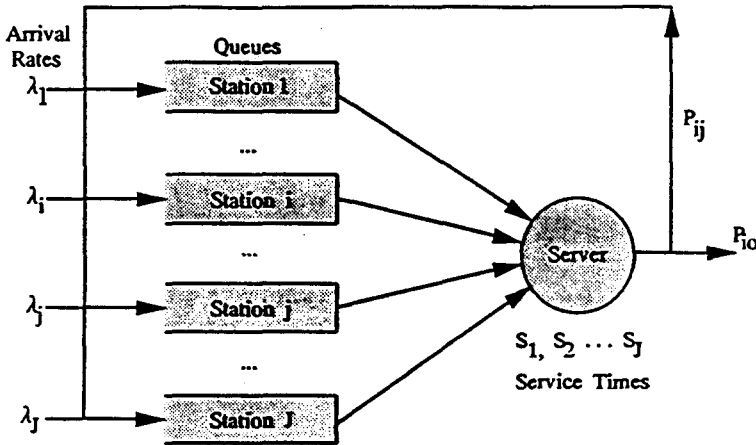 Arrival
Rates
Queues
λ1
Station 1
...
λi
Station i
...
λj
Station j
...
λJ
Station J
Server
Pij
Pio
S1, S2 ... SJ
Service Times